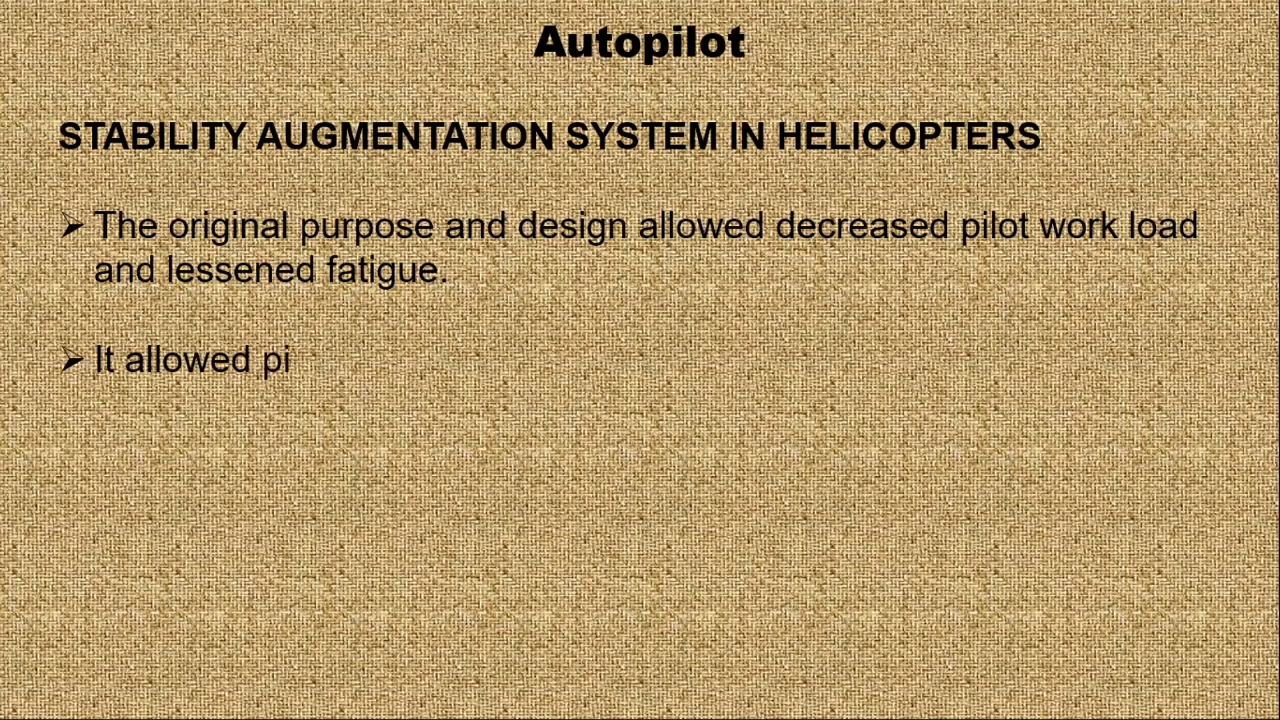 Autopilot
STABILITY AUGMENTATION SYSTEM IN HELICOPTERS
➢ The original purpose and design allowed decreased pilot work load
and lessened fatigue.
➢ It allowed pi